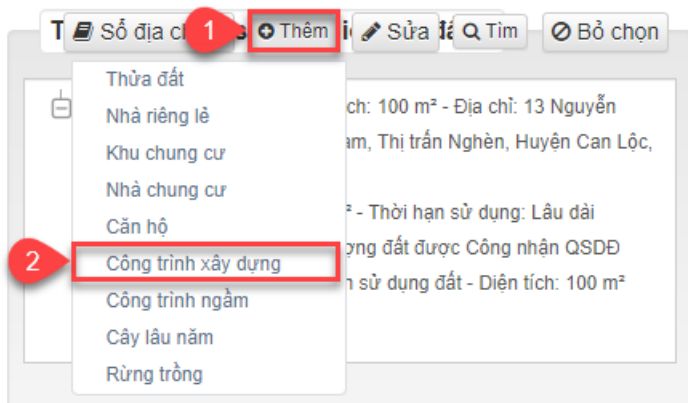 T Sổ địa c 1 s Thêm i Sửa Tìm Bỏ chọn
Thửa đất
Nhà riêng lẻ
ch: 100 m² - Địa chỉ: 13 Nguyễn
Khu chung cư
am, Thị trấn Nghèn, Huyện Can Lộc,
Nhà chung cư
Căn hộ
² - Thời hạn sử dụng: Lâu dài
2 Công trình xây dựng
ợng đất được Công nhận QSDĐ
Công trình ngầm
n sử dụng đất - Diện tích: 100 m²
Cây lâu năm
Rừng trồng